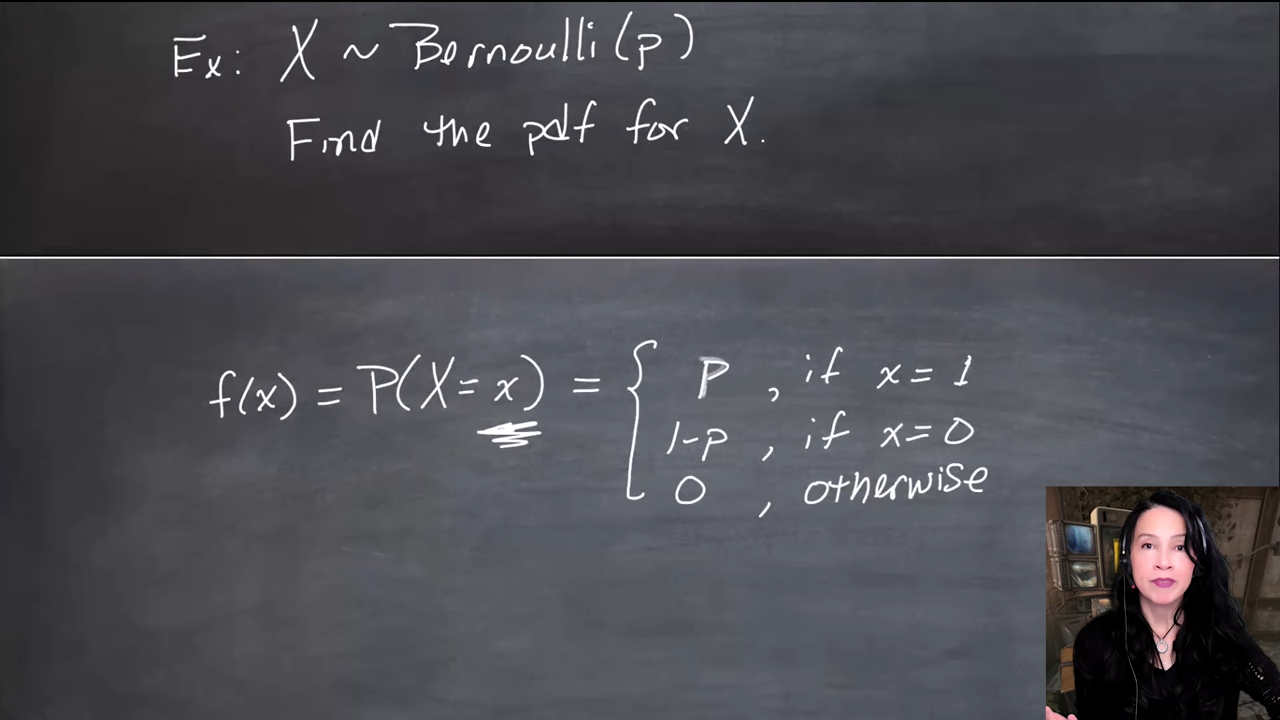 Ex: X ~ Bernoulli(p)
Find the pdf for X.
f(x) = P(X = x) = { p , if x = 1
1-p , if x = 0
0 , otherwise